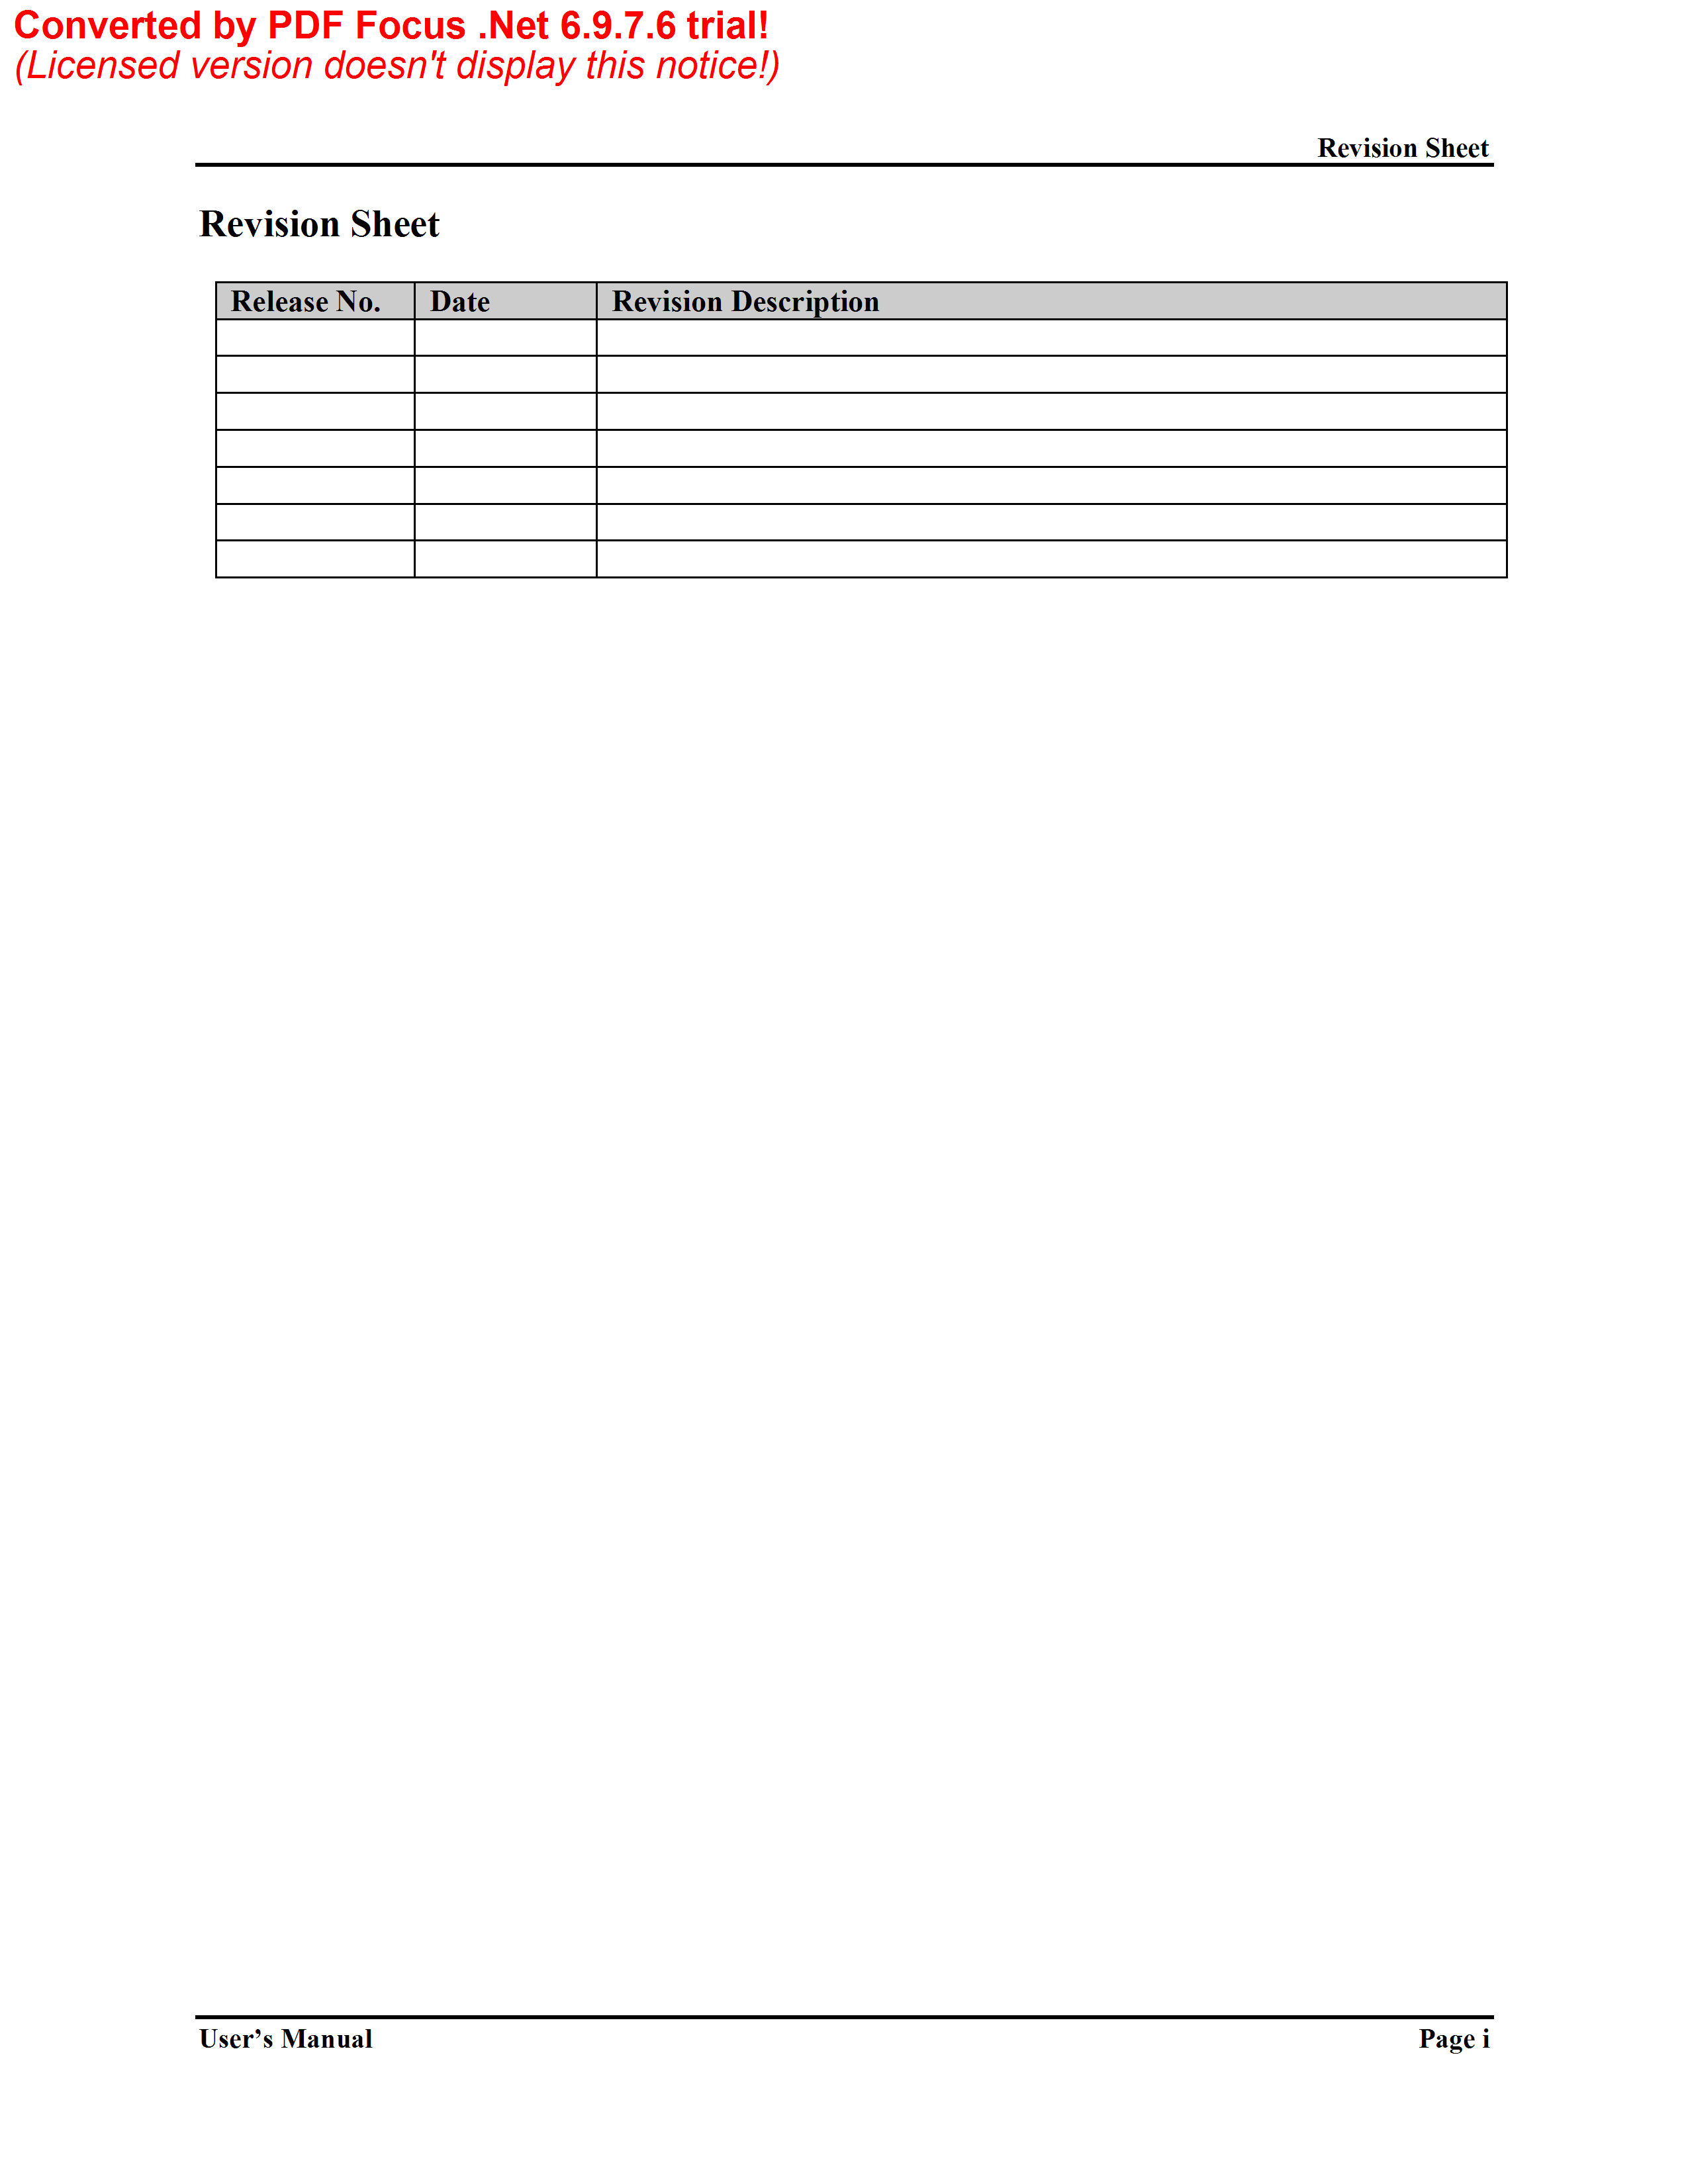 Converted by PDF Focus .Net 6.9.7.6 trial!
(Licensed version doesn't display this notice!)
Revision Sheet
Revision Sheet
Release No. Date Revision Description
User’s Manual Page i